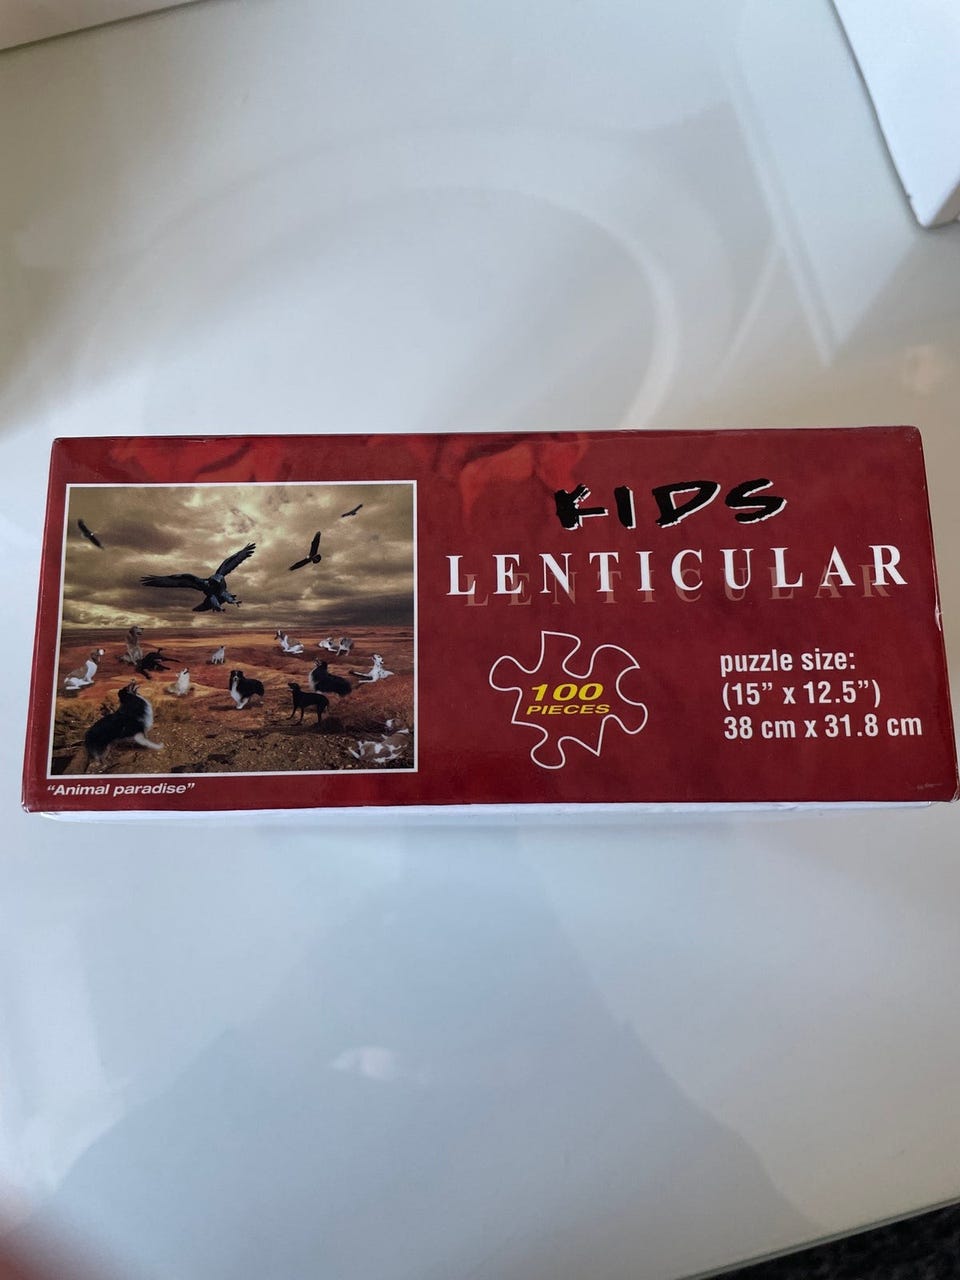 KIDS
LENTICULAR
100
PIECES
puzzle size:
(15” x 12.5”)
38 cm x 31.8 cm
“Animal paradise”